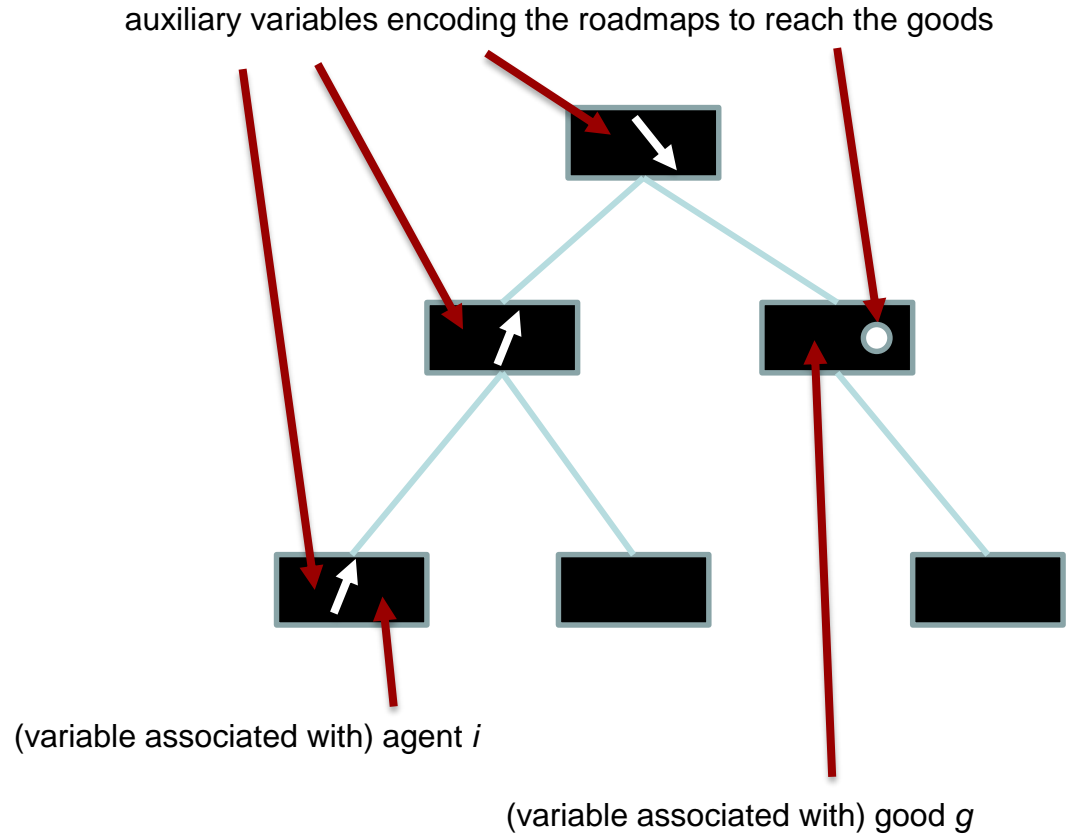 auxiliary variables encoding the roadmaps to reach the goods
(variable associated with) agent i
(variable associated with) good g